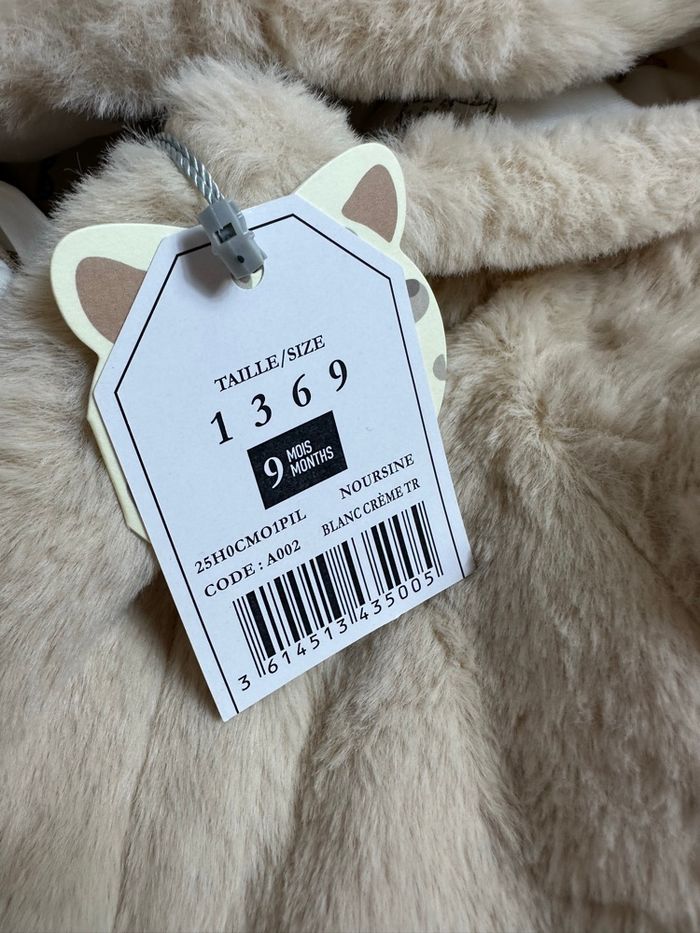 TAILLE/SIZE
1 3 6 9
9 MOIS
MONTHS
25H0CMO1PIL NOURSINE
CODE : A002 BLANC CRÈME TR
3 614513 435005